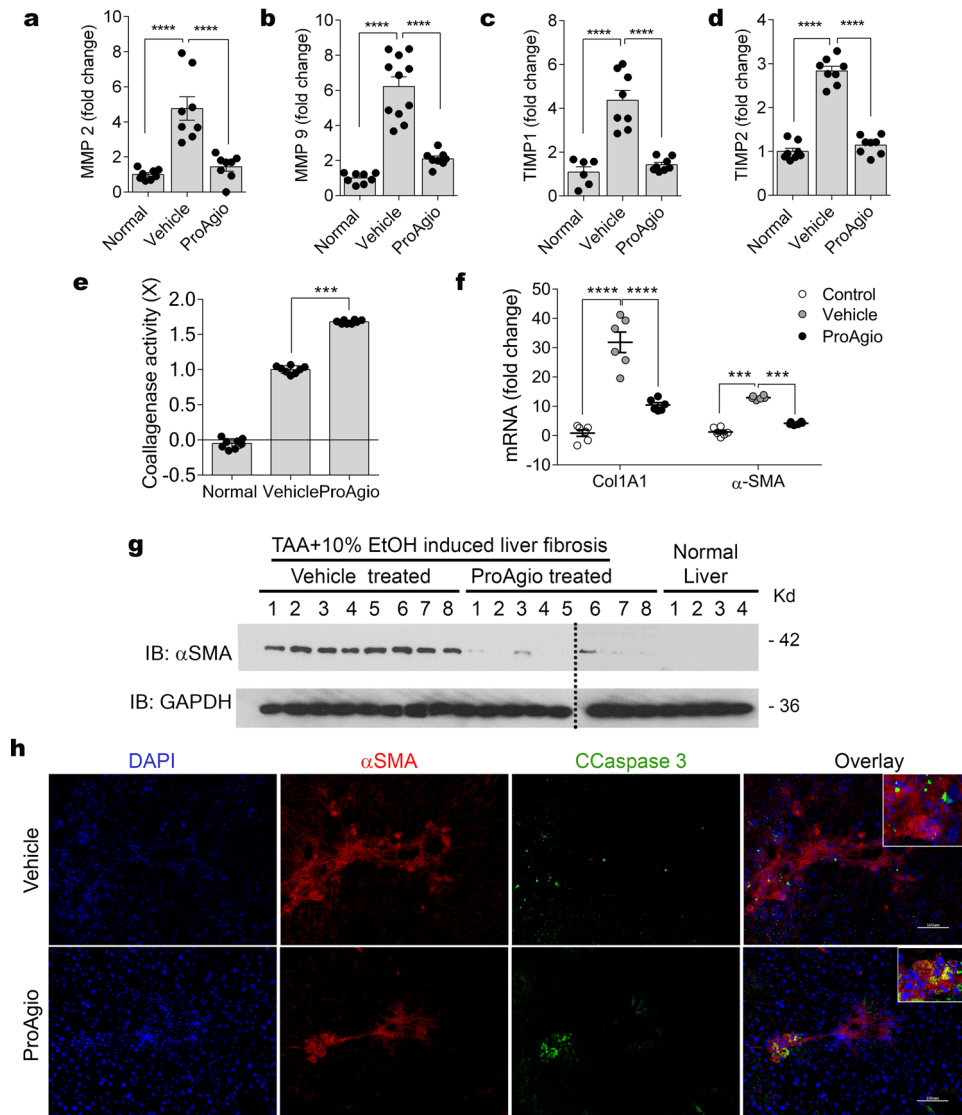 a
MMP 2 (fold change)
10
8
6
4
2
0
**** ****
Normal
Vehicle
ProAgio
b
MMP 9 (fold change)
10
8
6
4
2
0
**** ****
Normal
Vehicle
ProAgio
c
TIMP1 (fold change)
8
6
4
2
0
**** ****
Normal
Vehicle
ProAgio
d
TIMP2 (fold change)
4
3
2
1
0
**** ****
Normal
Vehicle
ProAgio
e
Coallagenase activity (X)
2.0
1.5
1.0
0.5
0.0
-0.5
***
Normal VehicleProAgio
f
mRNA (fold change)
50
40
30
20
10
0
-10
**** ****
*** ***
Control
Vehicle
ProAgio
Col1A1 α-SMA
g
TAA+10% EtOH induced liver fibrosis
Normal
Liver
Vehicle treated ProAgio treated
Kd
1 2 3 4 5 6 7 8 1 2 3 4 5 6 7 8 1 2 3 4
IB: αSMA
- 42
IB: GAPDH
- 36
h
DAPI αSMA CCaspase 3 Overlay
Vehicle
ProAgio